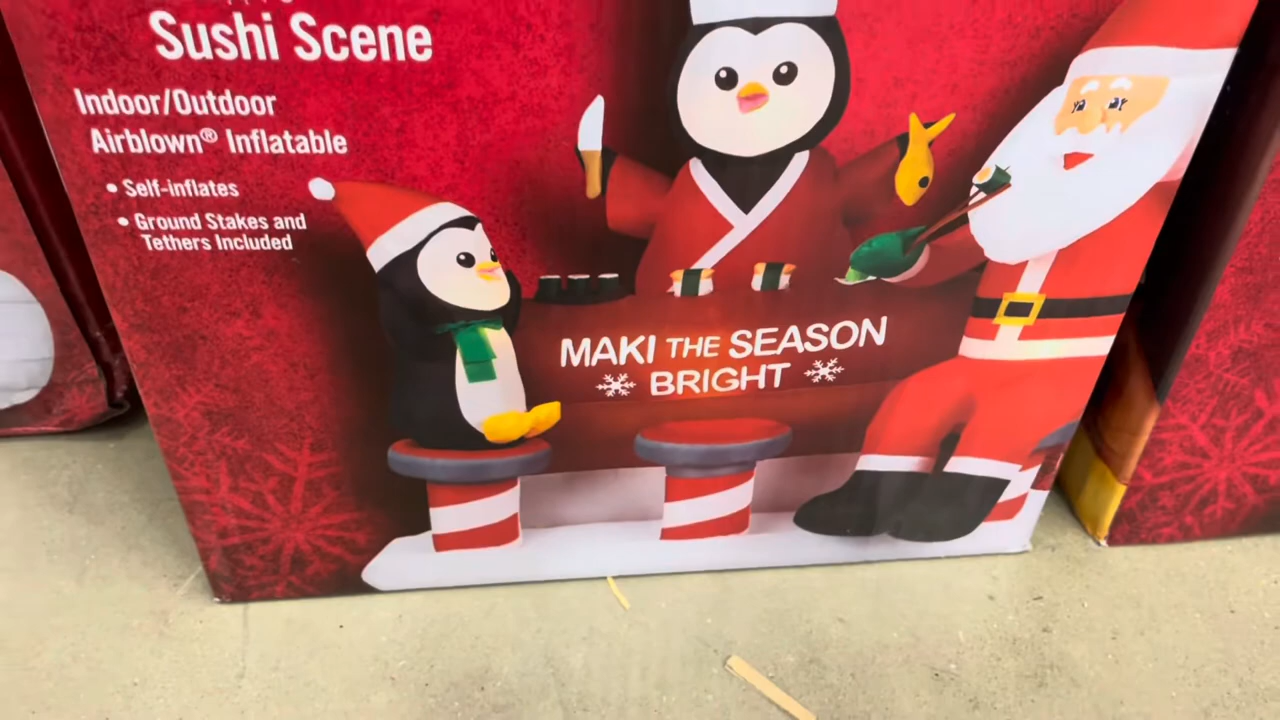 Sushi Scene
Indoor/Outdoor
Airblown® Inflatable
• Self-inflates
• Ground Stakes and
Tethers Included
MAKI THE SEASON
BRIGHT